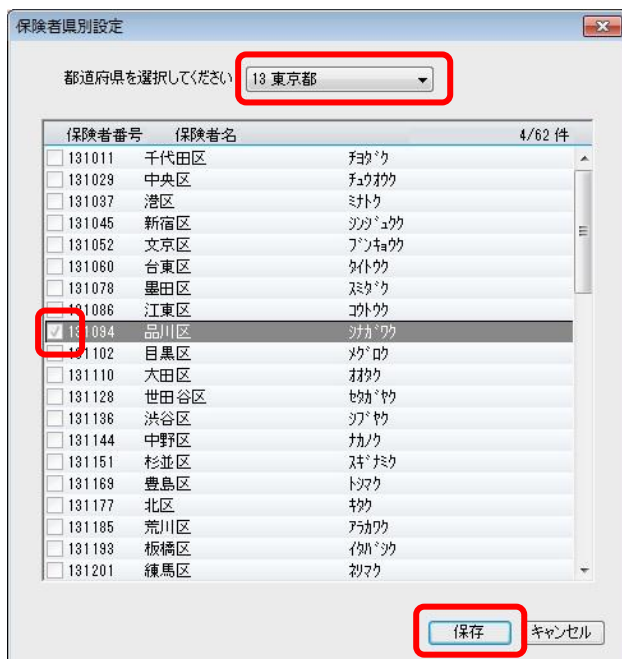 保険者県別設定
都道府県を選択してください 13 東京都
保険者番号 保険者名 4/62 件
131011 千代田区 ﾁﾖﾀﾞｸ
131029 中央区 ﾁｭｳｵｳｸ
131037 港区 ﾐﾅﾄｸ
131045 新宿区 ｼﾝｼﾞｭｸｸ
131052 文京区 ﾌﾞﾝｷｮｳｸ
131060 台東区 ﾀｲﾄｳｸ
131078 墨田区 ｽﾐﾀﾞｸ
131086 江東区 ｺｳﾄｳｸ
131094 品川区 ｼﾅｶﾞﾜｸ
131102 目黒区 ﾒｸﾞﾛｸ
131110 大田区 ｵｵﾀｸ
131128 世田谷区 ｾﾀｶﾞﾔｸ
131136 渋谷区 ｼﾌﾞﾔｸ
131144 中野区 ﾅｶﾉｸ
131151 杉並区 ｽｷﾞﾅﾐｸ
131169 豊島区 ﾄｼﾏｸ
131177 北区 ｷﾀｸ
131185 荒川区 ｱﾗｶﾜｸ
131193 板橋区 ｲﾀﾊﾞｼｸ
131201 練馬区 ﾈﾘﾏｸ
保存 キャンセル